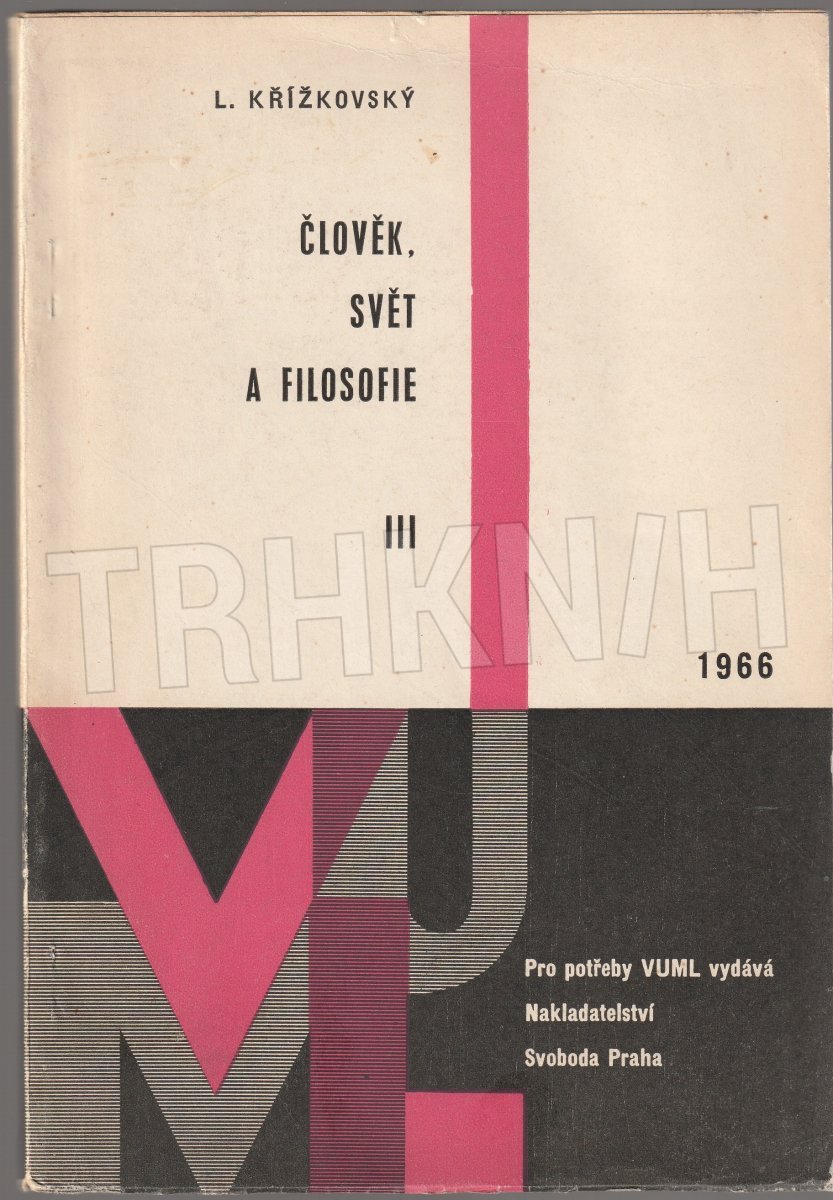 L. KŘÍŽKOVSKÝ
ČLOVĚK,
SVĚT
A FILOSOFIE
III
TRHKNIH
1966
VUML
Pro potřeby VUML vydává
Nakladatelství
Svoboda Praha